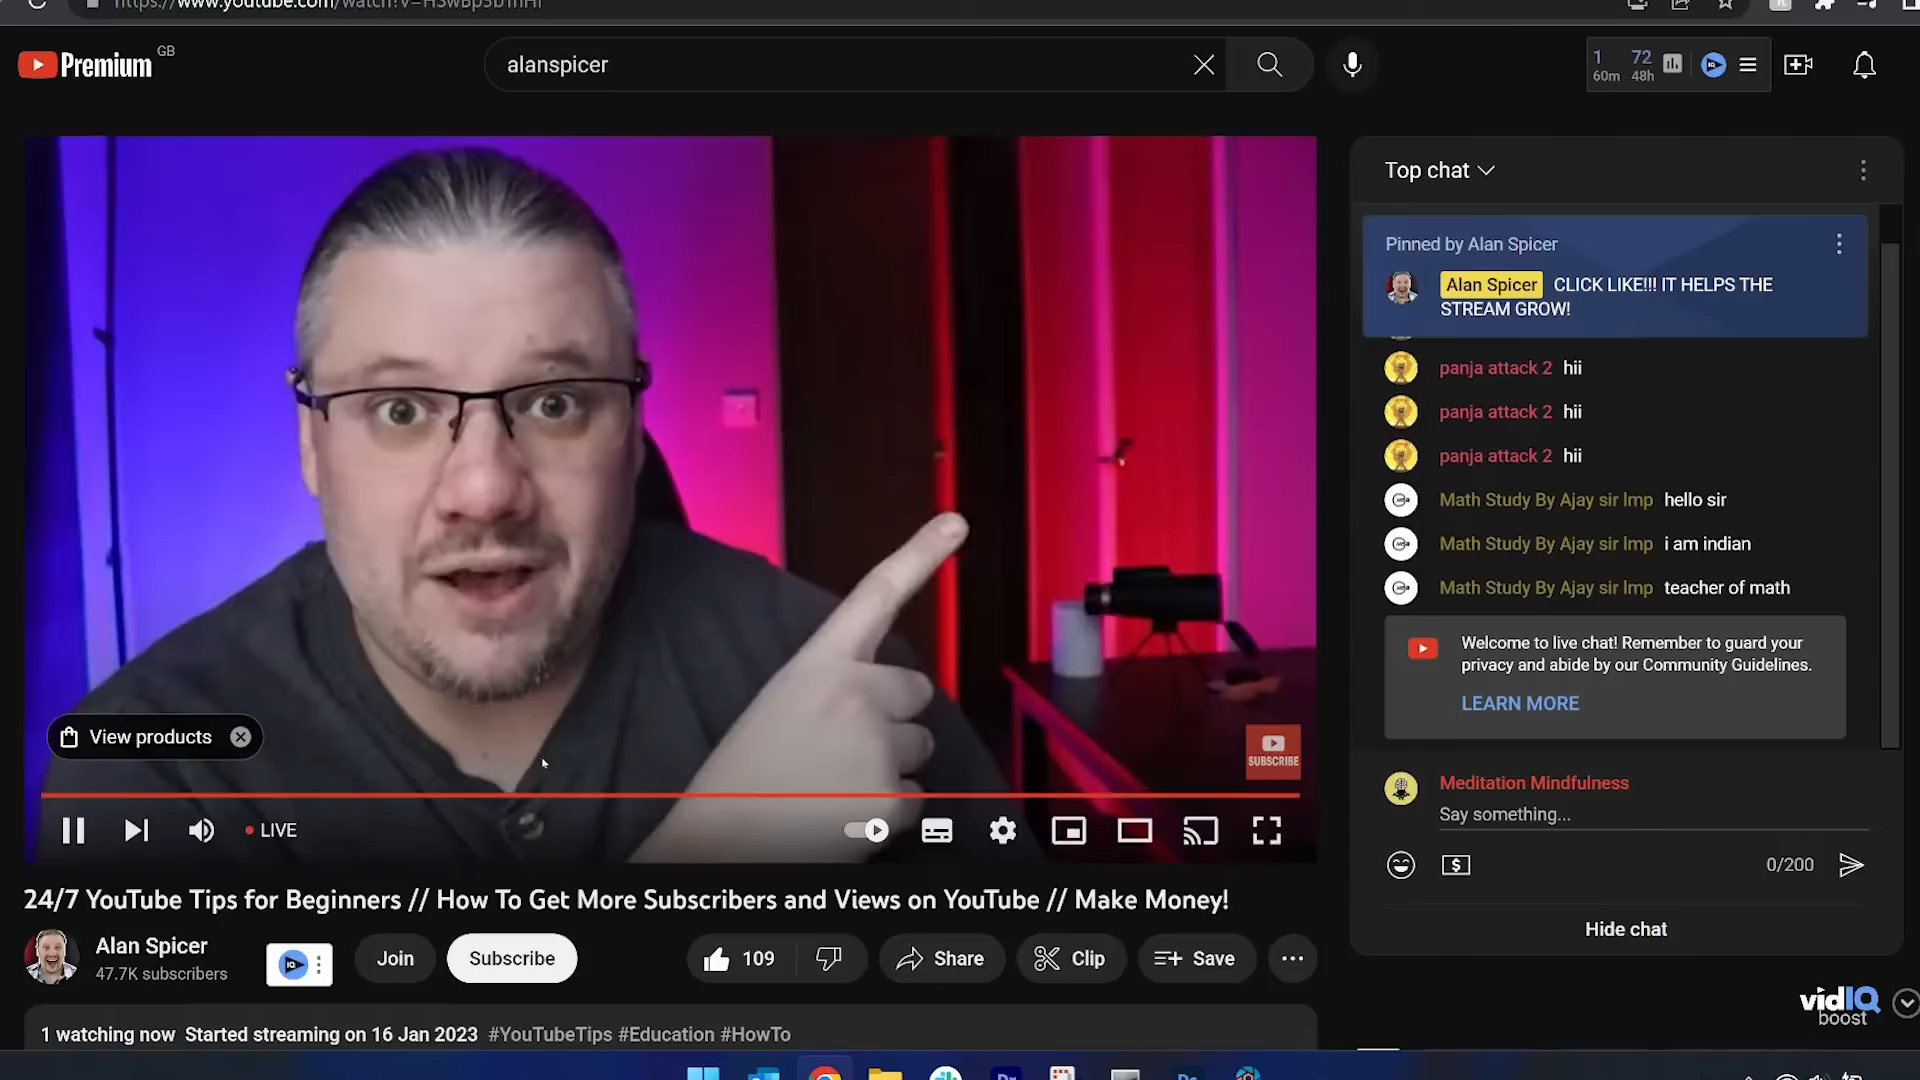 Premium GB
alanspicer
1 72
60m 48h
Top chat
Pinned by Alan Spicer
Alan Spicer CLICK LIKE!!! IT HELPS THE
STREAM GROW!
panja attack 2 hii
panja attack 2 hii
panja attack 2 hii
Math Study By Ajay sir Imp hello sir
Math Study By Ajay sir Imp i am indian
Math Study By Ajay sir Imp teacher of math
Welcome to live chat! Remember to guard your
privacy and abide by our Community Guidelines.
LEARN MORE
View products
SUBSCRIBE
LIVE
Meditation Mindfulness
Say something...
0/200
Hide chat
24/7 YouTube Tips for Beginners // How To Get More Subscribers and Views on YouTube // Make Money!
Alan Spicer
47.7K subscribers
Join
Subscribe
109
Share
Clip
Save
vidIQ
boost
1 watching now Started streaming on 16 Jan 2023 #YouTubeTips #Education #HowTo